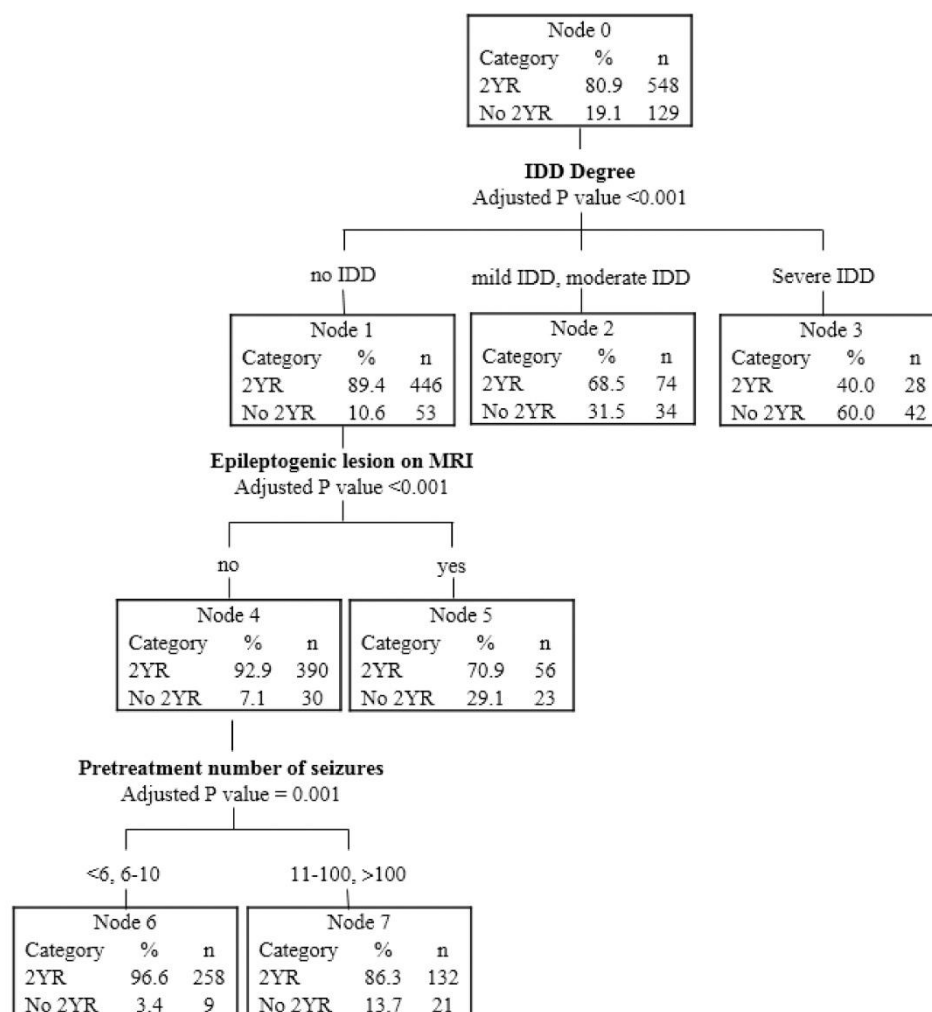 Node 0
Category % n
2YR 80.9 548
No 2YR 19.1 129
IDD Degree
Adjusted P value <0.001
no IDD
mild IDD, moderate IDD
Severe IDD
Node 1
Category % n
2YR 89.4 446
No 2YR 10.6 53
Node 2
Category % n
2YR 68.5 74
No 2YR 31.5 34
Node 3
Category % n
2YR 40.0 28
No 2YR 60.0 42
Epileptogenic lesion on MRI
Adjusted P value <0.001
no
yes
Node 4
Category % n
2YR 92.9 390
No 2YR 7.1 30
Node 5
Category % n
2YR 70.9 56
No 2YR 29.1 23
Pretreatment number of seizures
Adjusted P value = 0.001
<6, 6-10
11-100, >100
Node 6
Category % n
2YR 96.6 258
No 2YR 3.4 9
Node 7
Category % n
2YR 86.3 132
No 2YR 13.7 21